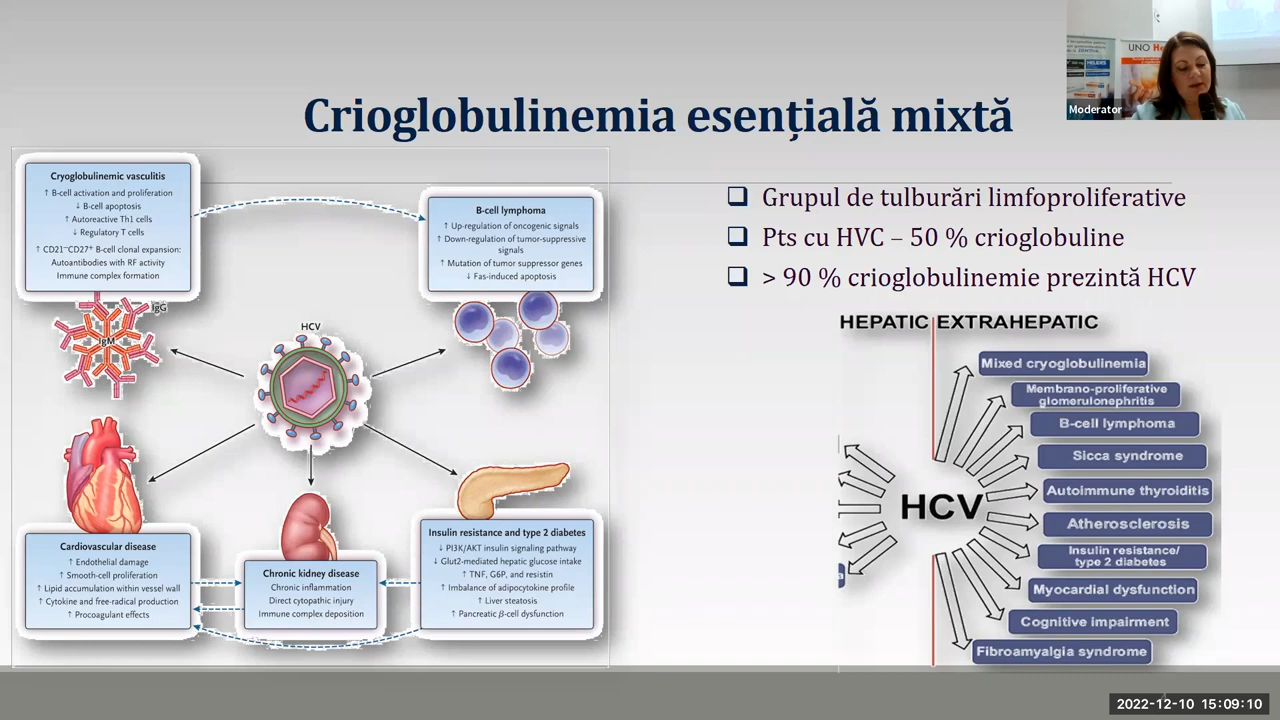 Crioglobulinemia esențială mixtă
UNO He
HELIDES
Moderator
Cryoglobulinemic vasculitis
↑ B-cell activation and proliferation
↓ B-cell apoptosis
↑ Autoreactive Th1 cells
↓ Regulatory T cells
↑ CD21⁻CD27⁺ B-cell clonal expansion:
Autoantibodies with RF activity
Immune complex formation
B-cell lymphoma
↑ Up-regulation of oncogenic signals
↑ Down-regulation of tumor-suppressive
signals
↑ Mutation of tumor suppressor genes
↓ Fas-induced apoptosis
IgG
IgM
HCV
Cardiovascular disease
↑ Endothelial damage
↑ Smooth-cell proliferation
↑ Lipid accumulation within vessel wall
↑ Cytokine and free-radical production
↑ Procoagulant effects
Chronic kidney disease
Chronic inflammation
Direct cytopathic injury
Immune complex deposition
Insulin resistance and type 2 diabetes
↓ PI3K/AKT insulin signaling pathway
↓ Glut2-mediated hepatic glucose intake
↑ TNF, G6P, and resistin
↑ Imbalance of adipocytokine profile
↑ Liver steatosis
↑ Pancreatic β-cell dysfunction
❑ Grupul de tulburări limfoproliferative
❑ Pts cu HVC – 50 % crioglobuline
❑ > 90 % crioglobulinemie prezintă HCV
HEPATIC EXTRAHEPATIC
HCV
Mixed cryoglobulinemia
Membrano-proliferative
glomerulonephritis
B-cell lymphoma
Sicca syndrome
Autoimmune thyroiditis
Atherosclerosis
Insulin resistance/
type 2 diabetes
Myocardial dysfunction
Cognitive impairment
Fibroamyalgia syndrome
2022-12-10 15:09:10